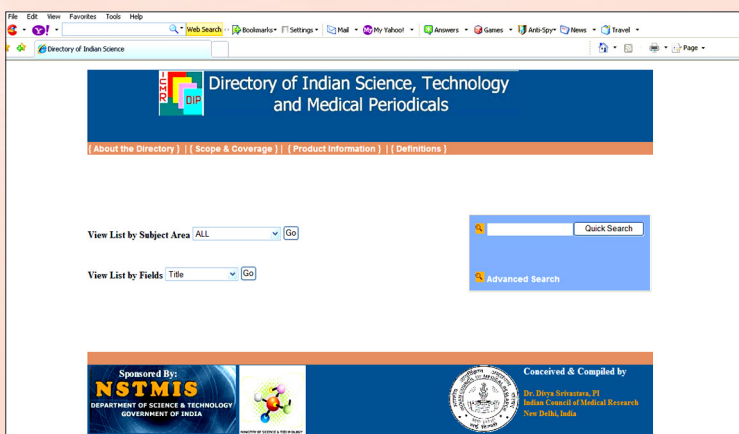 File Edit View Favorites Tools Help
Web Search Bookmarks Settings Mail My Yahoo! Answers Games Anti-Spy News Travel
Directory of Indian Science
Page
ICMR
DIP
Directory of Indian Science, Technology
and Medical Periodicals
{ About the Directory } | { Scope & Coverage } | { Product Information } | { Definitions }
View List by Subject Area ALL Go
Quick Search
View List by Fields Title Go
Advanced Search
Sponsored By:
NSTMIS
DEPARTMENT OF SCIENCE & TECHNOLOGY
GOVERNMENT OF INDIA
Conceived & Compiled by
Dr. Divya Srivastava, PI
Indian Council of Medical Research
New Delhi, India